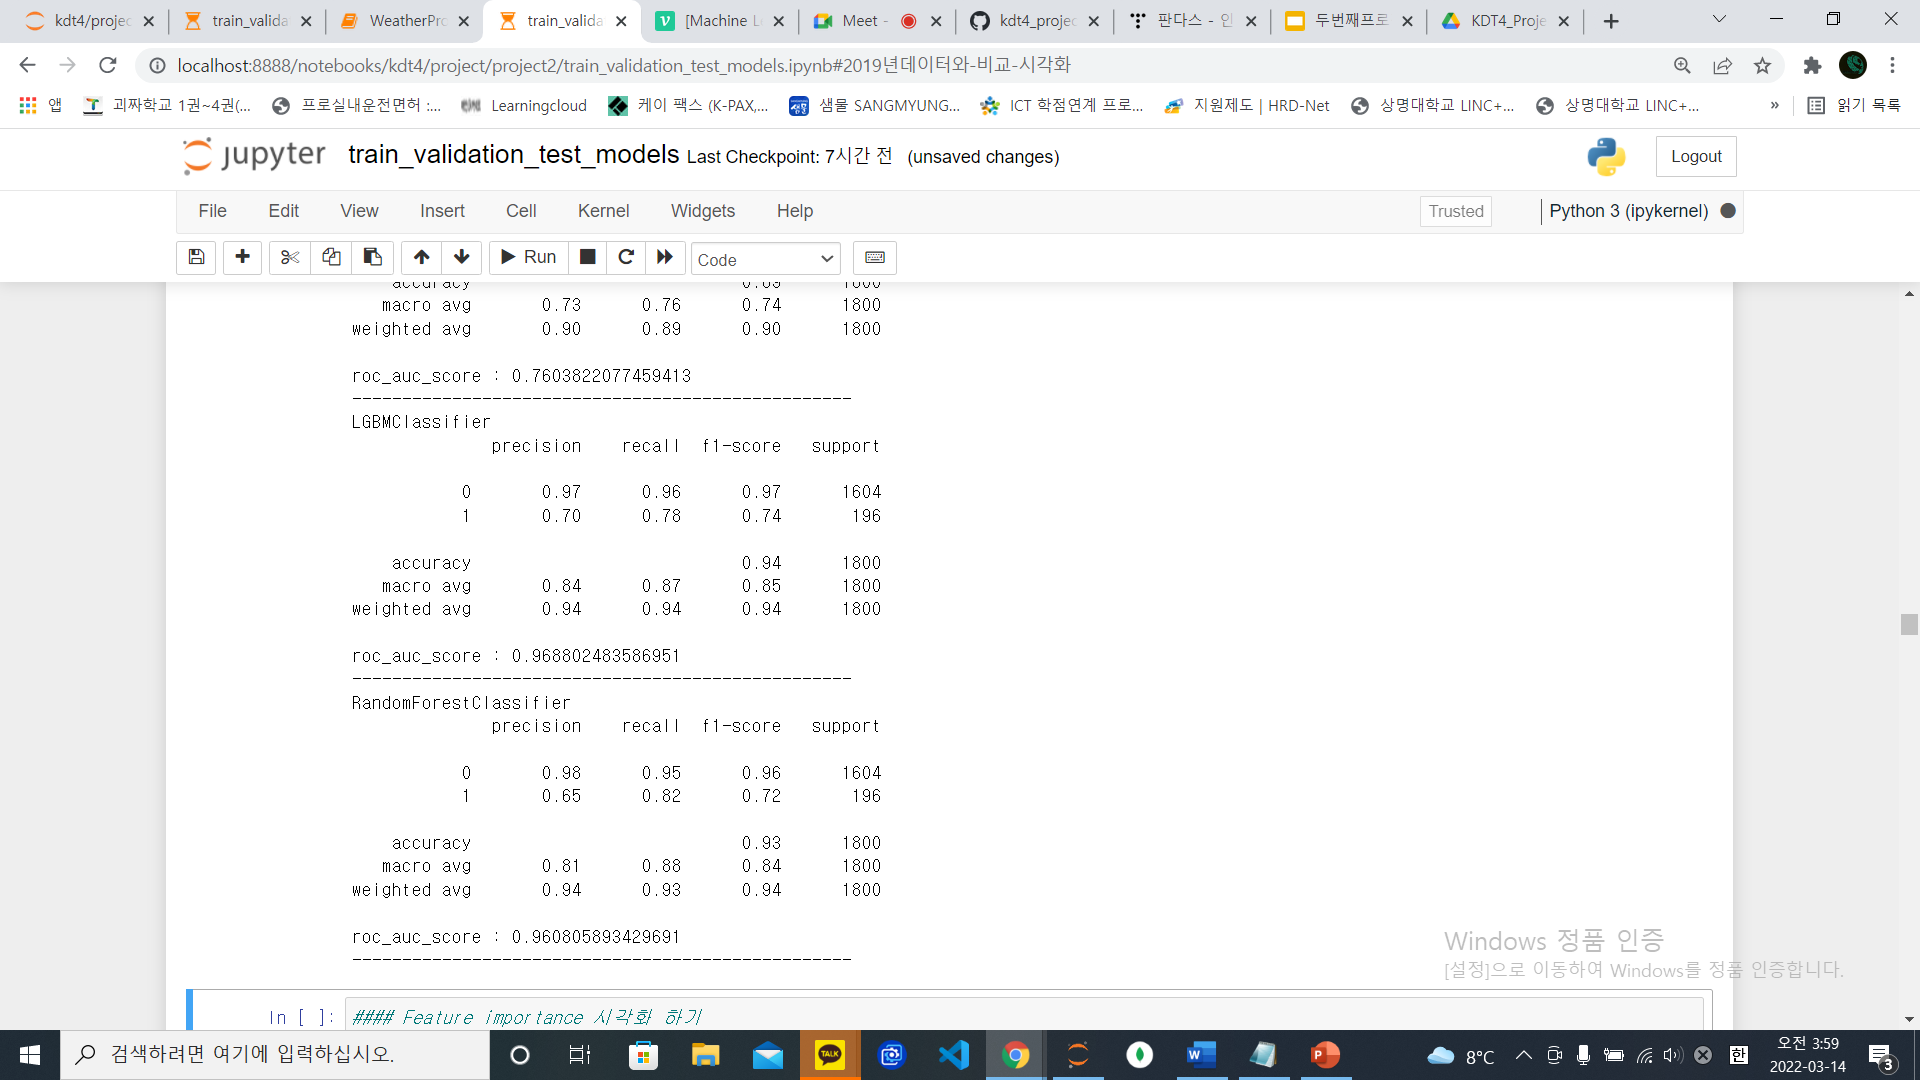 kdt4/projec
train_valida
WeatherPro
train_valida
[Machine Le
Meet -
kdt4_projec
판다스 - 인
두번째프로
KDT4_Proje
localhost:8888/notebooks/kdt4/project/project2/train_validation_test_models.ipynb#2019년데이터와-비교-시각화
앱
괴짜학교 1권~4권(...
프로실내운전면허 :...
Learningcloud
케이 팩스 (K-PAX,...
샘물 SANGMYUNG...
ICT 학점연계 프로...
지원제도 | HRD-Net
상명대학교 LINC+...
상명대학교 LINC+...
»
읽기 목록
jupyter train_validation_test_models Last Checkpoint: 7시간 전 (unsaved changes)
Logout
File Edit View Insert Cell Kernel Widgets Help
Trusted
Python 3 (ipykernel)
Run
Code
accuracy 0.89 1800
macro avg 0.73 0.76 0.74 1800
weighted avg 0.90 0.89 0.90 1800
roc_auc_score : 0.7603822077459413
--------------------------------------------------
LGBMClassifier
precision recall f1-score support
0 0.97 0.96 0.97 1604
1 0.70 0.78 0.74 196
accuracy 0.94 1800
macro avg 0.84 0.87 0.85 1800
weighted avg 0.94 0.94 0.94 1800
roc_auc_score : 0.968802483586951
--------------------------------------------------
RandomForestClassifier
precision recall f1-score support
0 0.98 0.95 0.96 1604
1 0.65 0.82 0.72 196
accuracy 0.93 1800
macro avg 0.81 0.88 0.84 1800
weighted avg 0.94 0.93 0.94 1800
roc_auc_score : 0.960805893429691
--------------------------------------------------
Windows 정품 인증
[설정]으로 이동하여 Windows를 정품 인증합니다.
In [ ]: #### Feature importance 시각화 하기
검색하려면 여기에 입력하십시오.
TALK
8°C
한
오전 3:59
2022-03-14
3